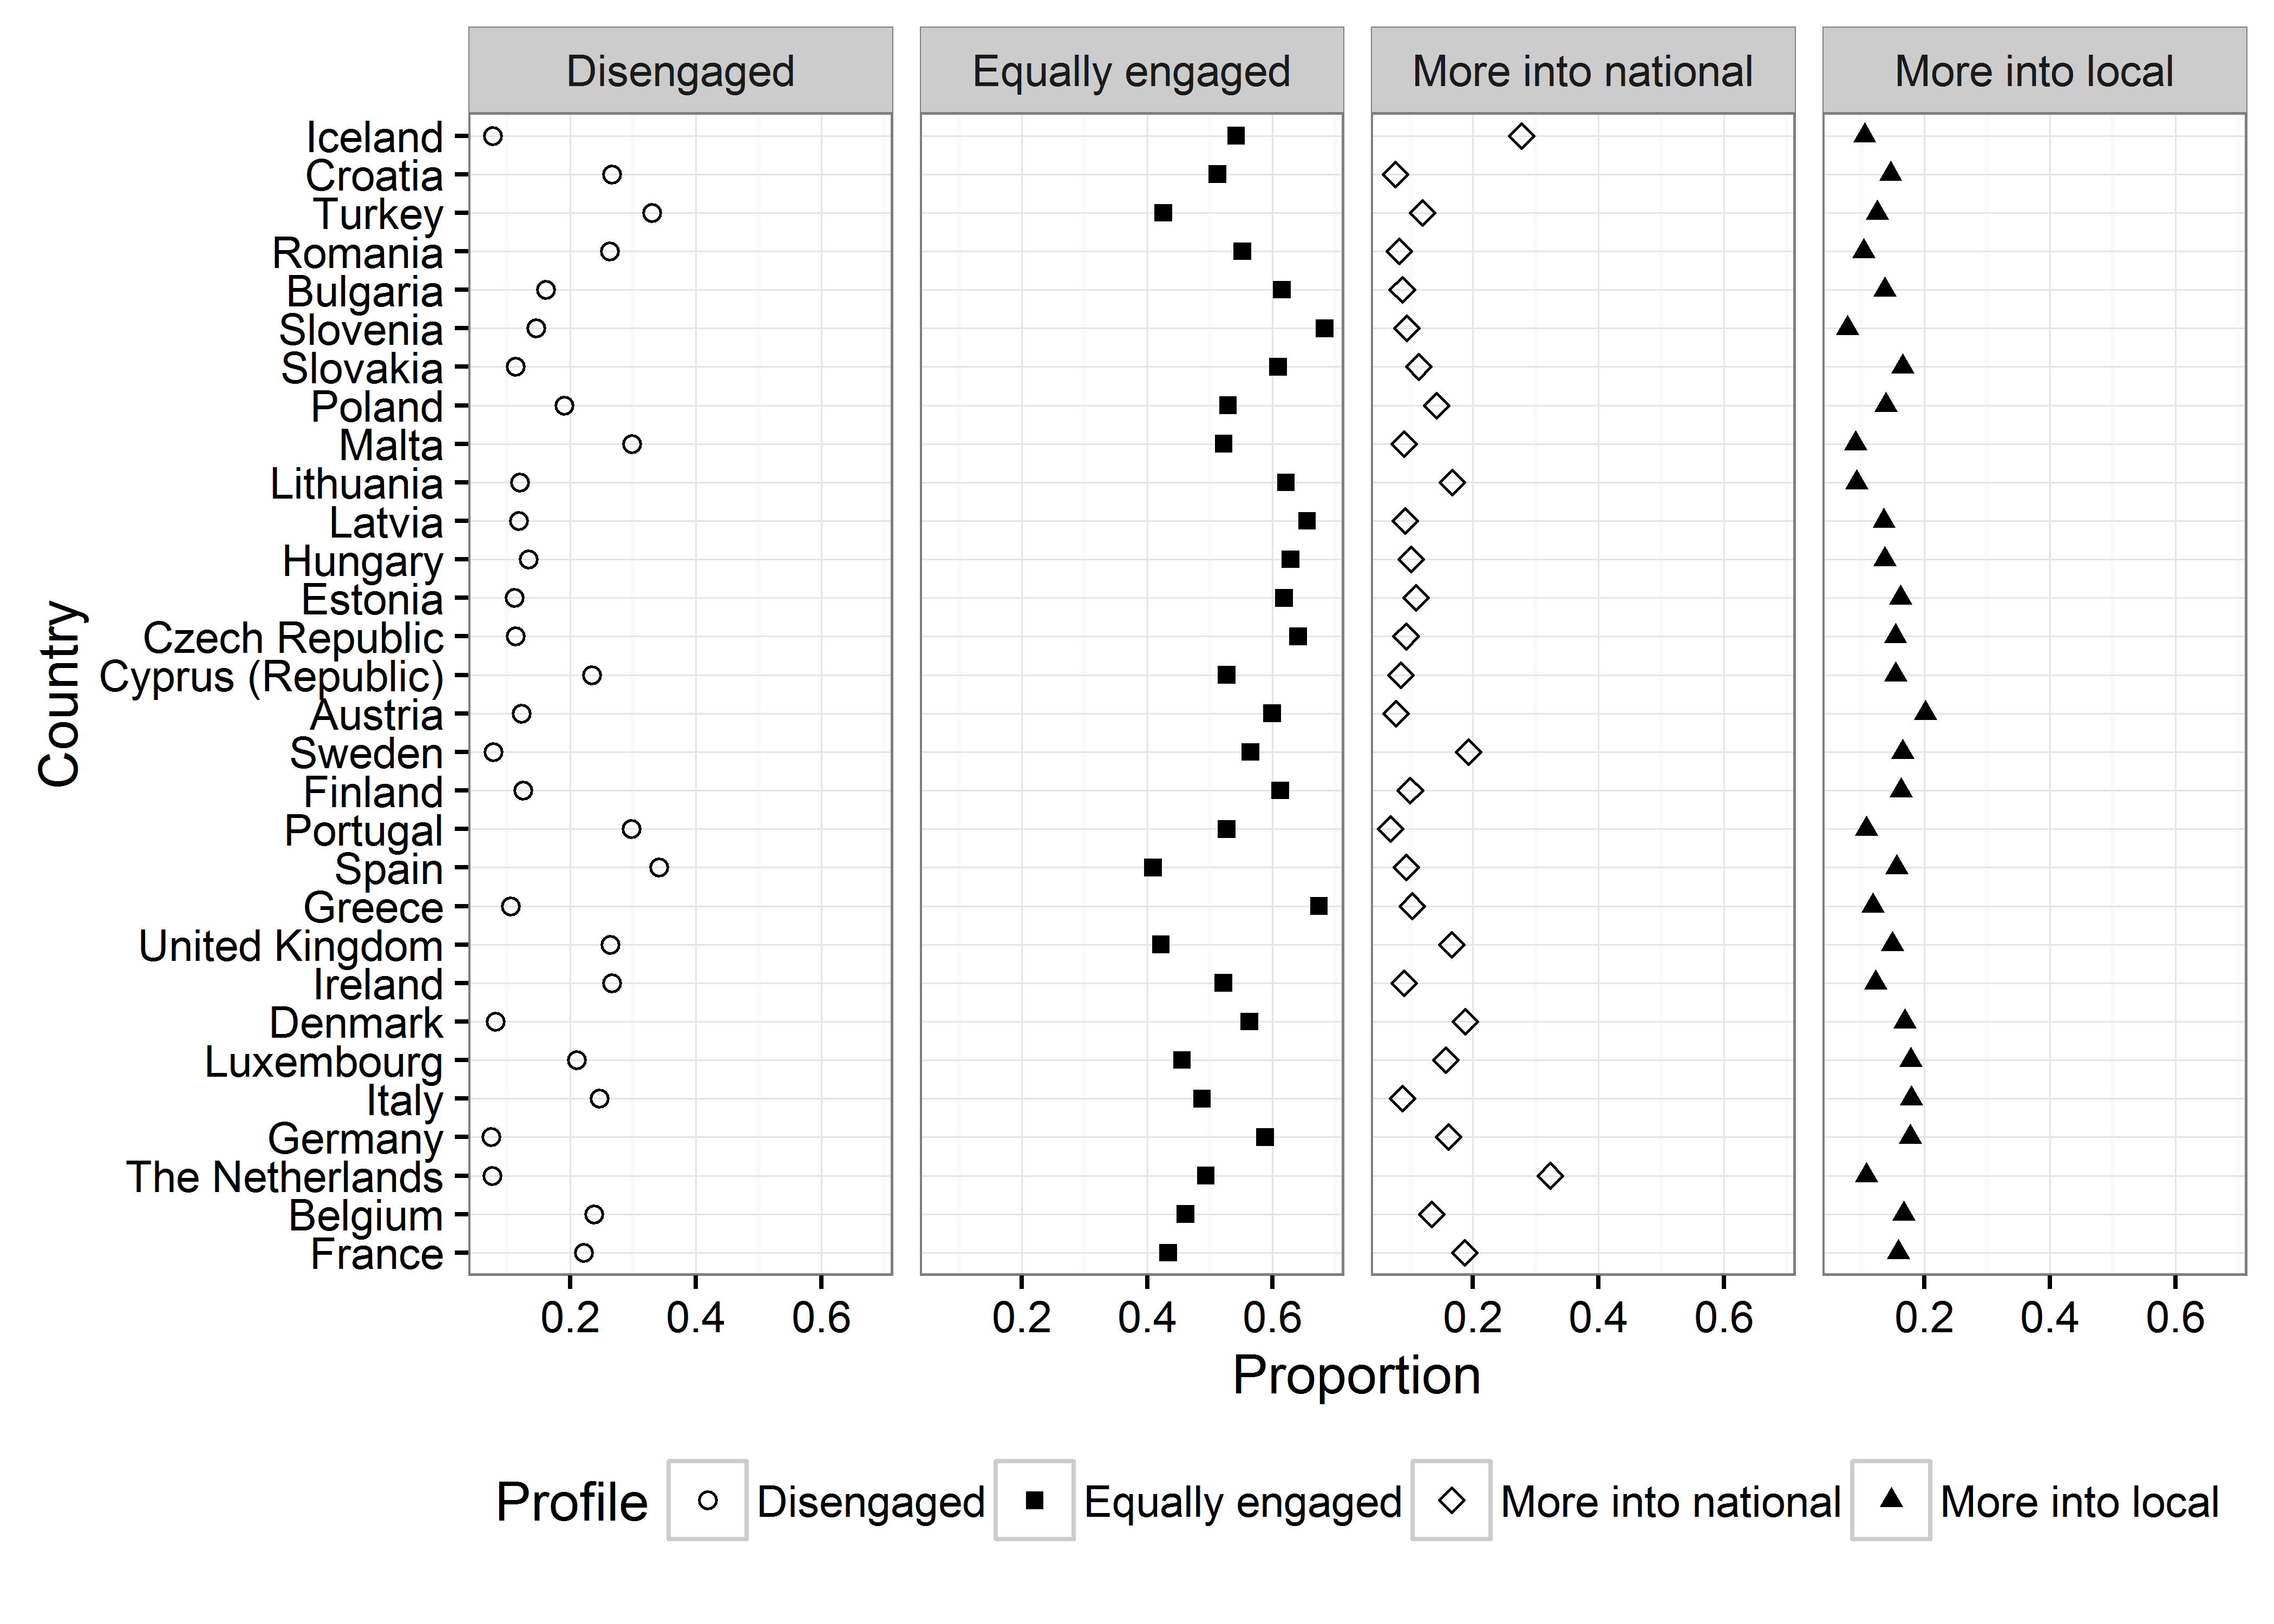 Disengaged Equally engaged More into national More into local
Iceland
Croatia
Turkey
Romania
Bulgaria
Slovenia
Slovakia
Poland
Malta
Lithuania
Latvia
Hungary
Estonia
Czech Republic
Cyprus (Republic)
Austria
Sweden
Finland
Portugal
Spain
Greece
United Kingdom
Ireland
Denmark
Luxembourg
Italy
Germany
The Netherlands
Belgium
France
Country
0.2 0.4 0.6 0.2 0.4 0.6 0.2 0.4 0.6 0.2 0.4 0.6
Proportion
Profile Disengaged Equally engaged More into national More into local